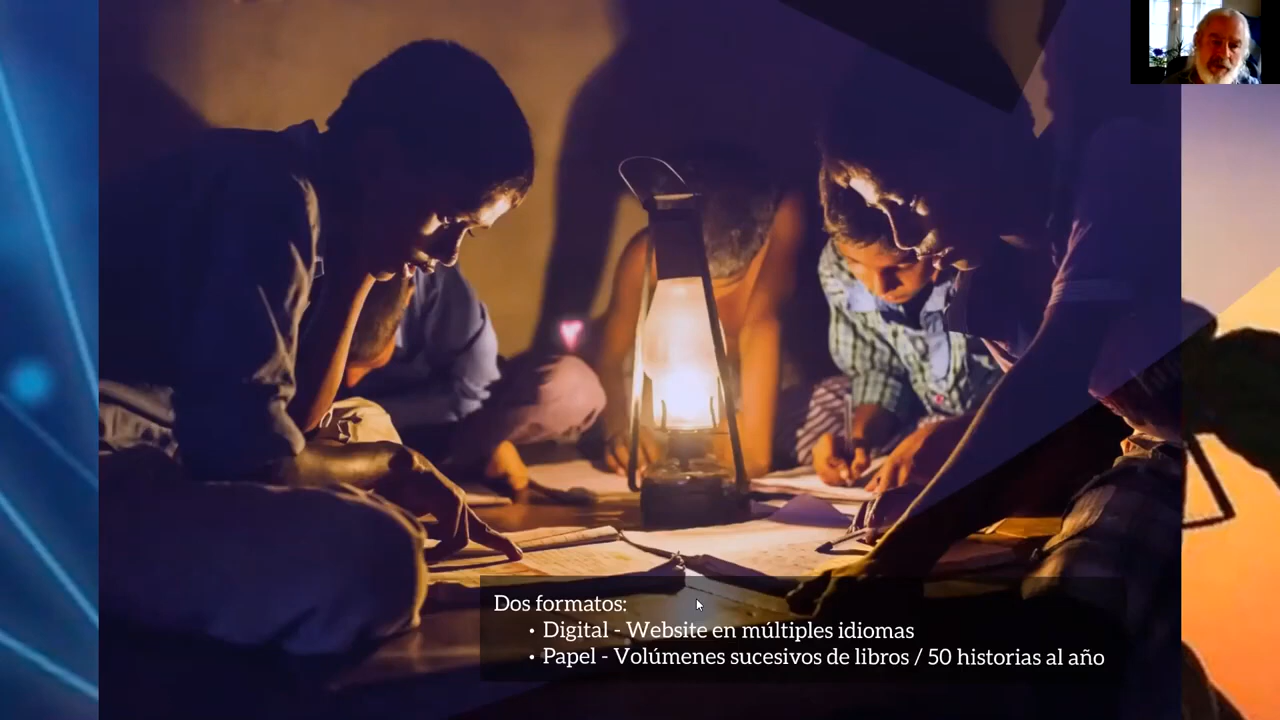 Dos formatos:
• Digital - Website en múltiples idiomas
• Papel - Volúmenes sucesivos de libros / 50 historias al año